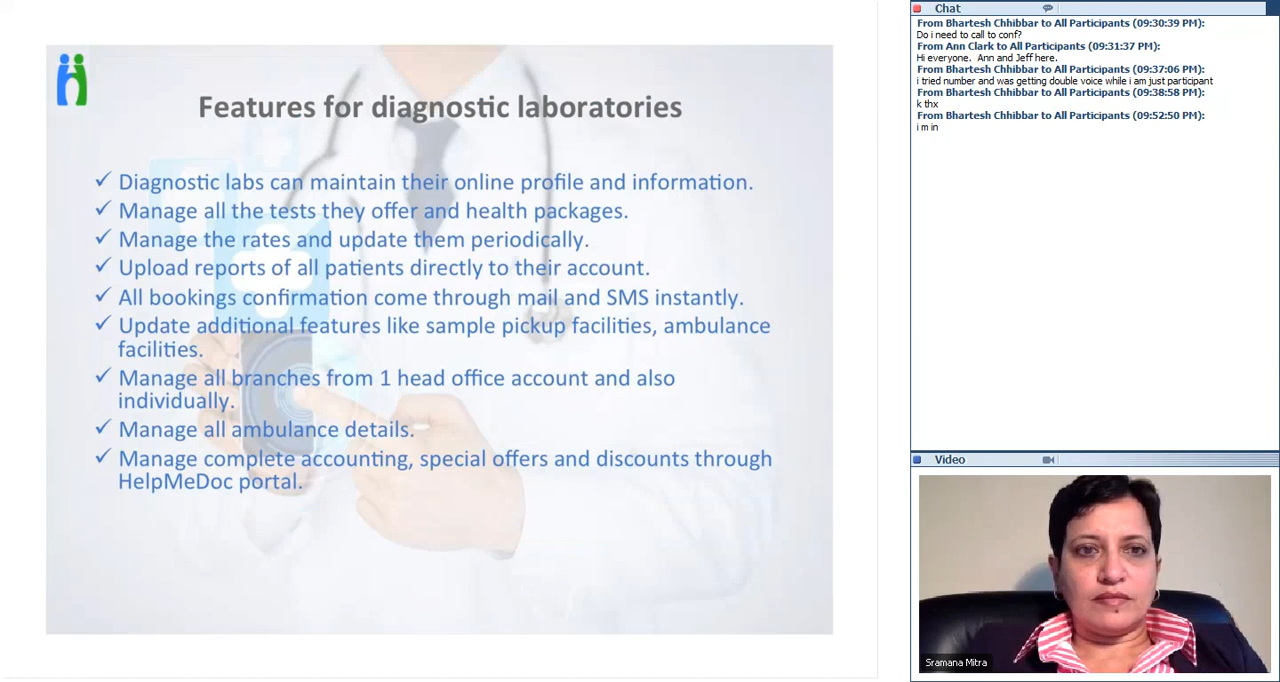 Features for diagnostic laboratories
✓ Diagnostic labs can maintain their online profile and information.
✓ Manage all the tests they offer and health packages.
✓ Manage the rates and update them periodically.
✓ Upload reports of all patients directly to their account.
✓ All bookings confirmation come through mail and SMS instantly.
✓ Update additional features like sample pickup facilities, ambulance
facilities.
✓ Manage all branches from 1 head office account and also
individually.
✓ Manage all ambulance details.
✓ Manage complete accounting, special offers and discounts through
HelpMeDoc portal.
Chat
From Bhartesh Chhibbar to All Participants (09:30:39 PM):
Do i need to call to conf?
From Ann Clark to All Participants (09:31:37 PM):
Hi everyone. Ann and Jeff here.
From Bhartesh Chhibbar to All Participants (09:37:06 PM):
i tried number and was getting double voice while i am just participant
From Bhartesh Chhibbar to All Participants (09:38:58 PM):
k thx
From Bhartesh Chhibbar to All Participants (09:52:50 PM):
i m in
Video
Sramana Mitra